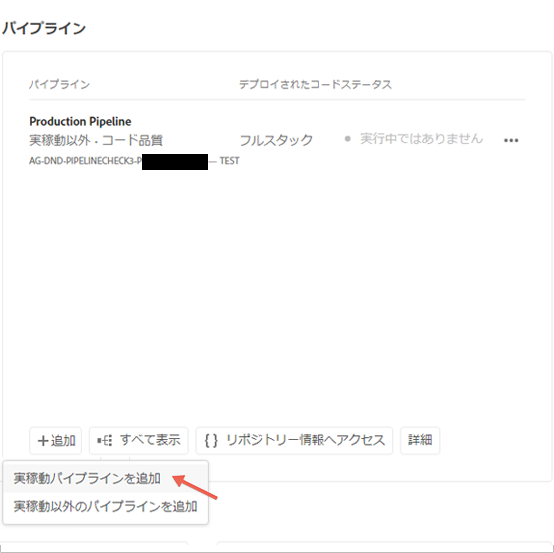 パイプライン
パイプライン デプロイされたコードステータス
Production Pipeline
実稼動以外・コード品質 フルスタック 実行中ではありません
AG-DND-PIPELINECHECK3-P — TEST
追加 すべて表示 リポジトリー情報へアクセス 詳細
実稼動パイプラインを追加
実稼動以外のパイプラインを追加